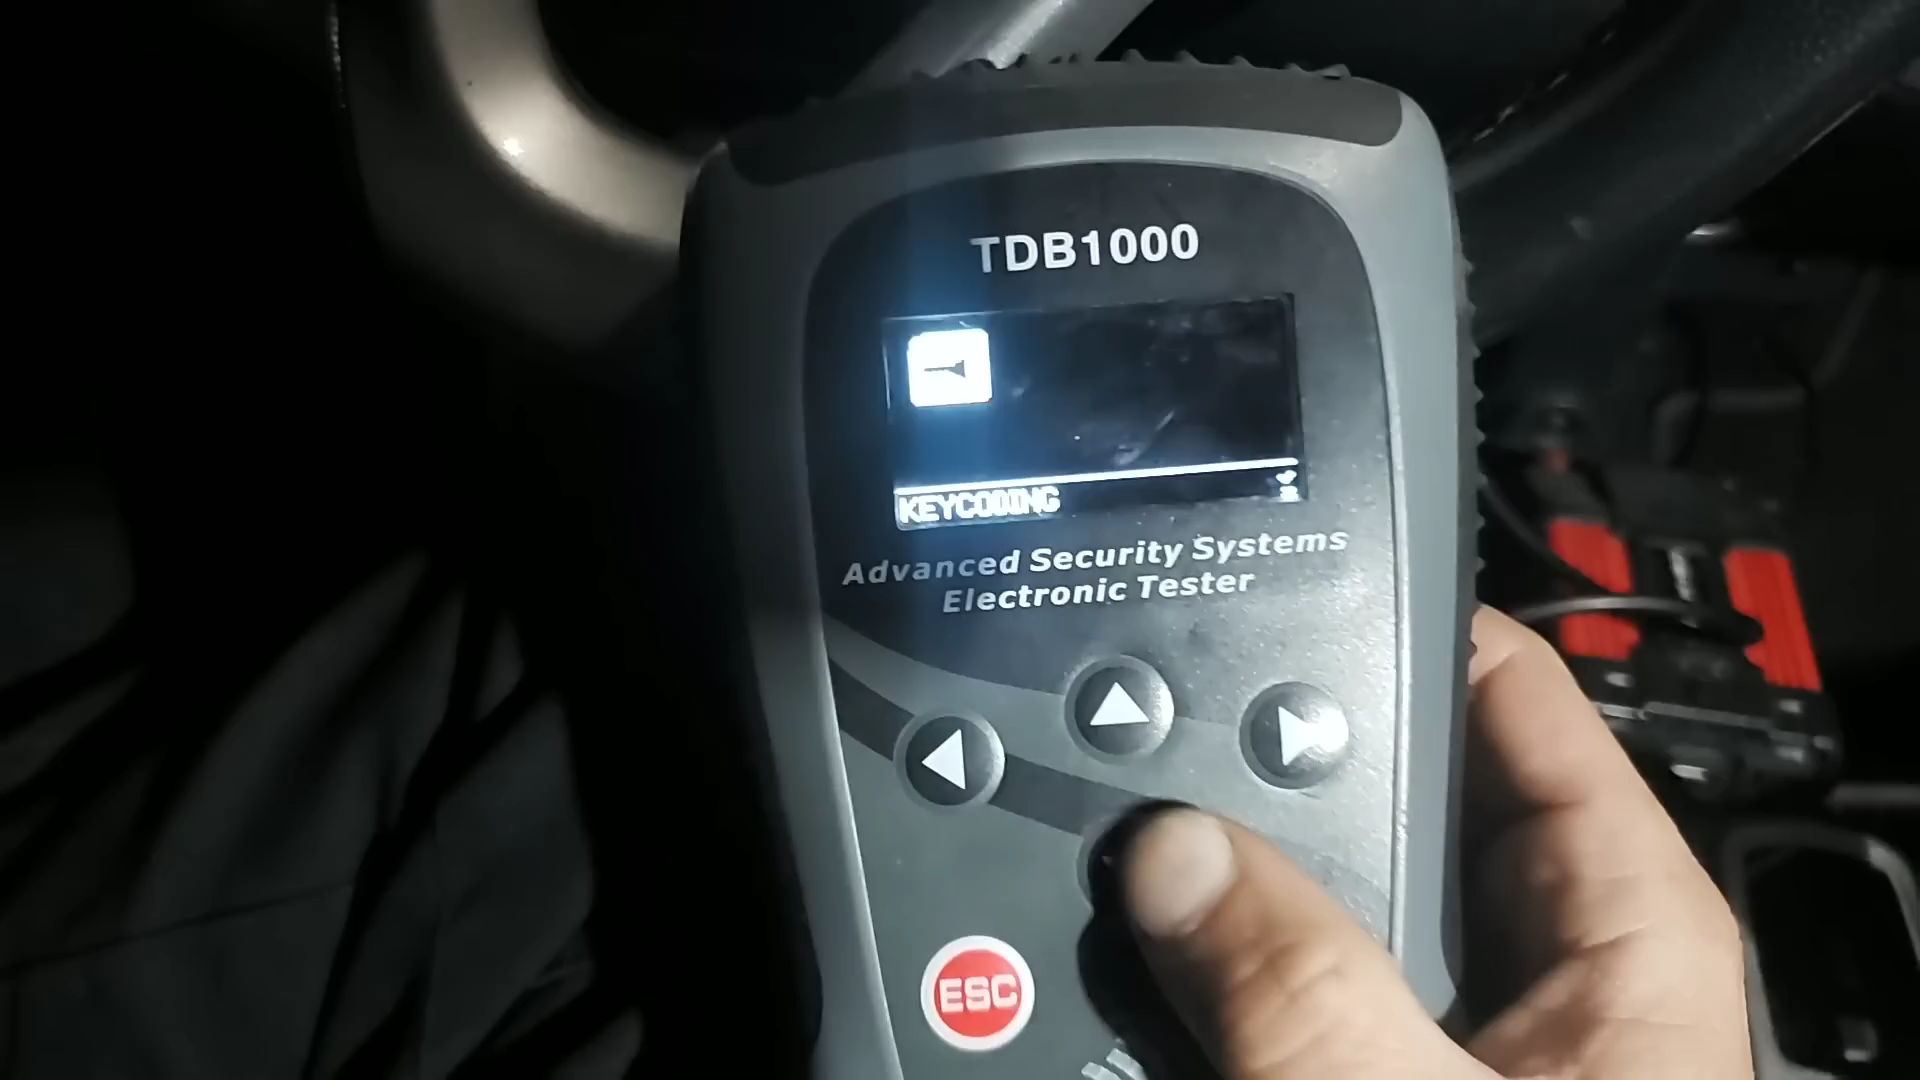 TDB1000
KEYCODING
Advanced Security Systems
Electronic Tester
ESC